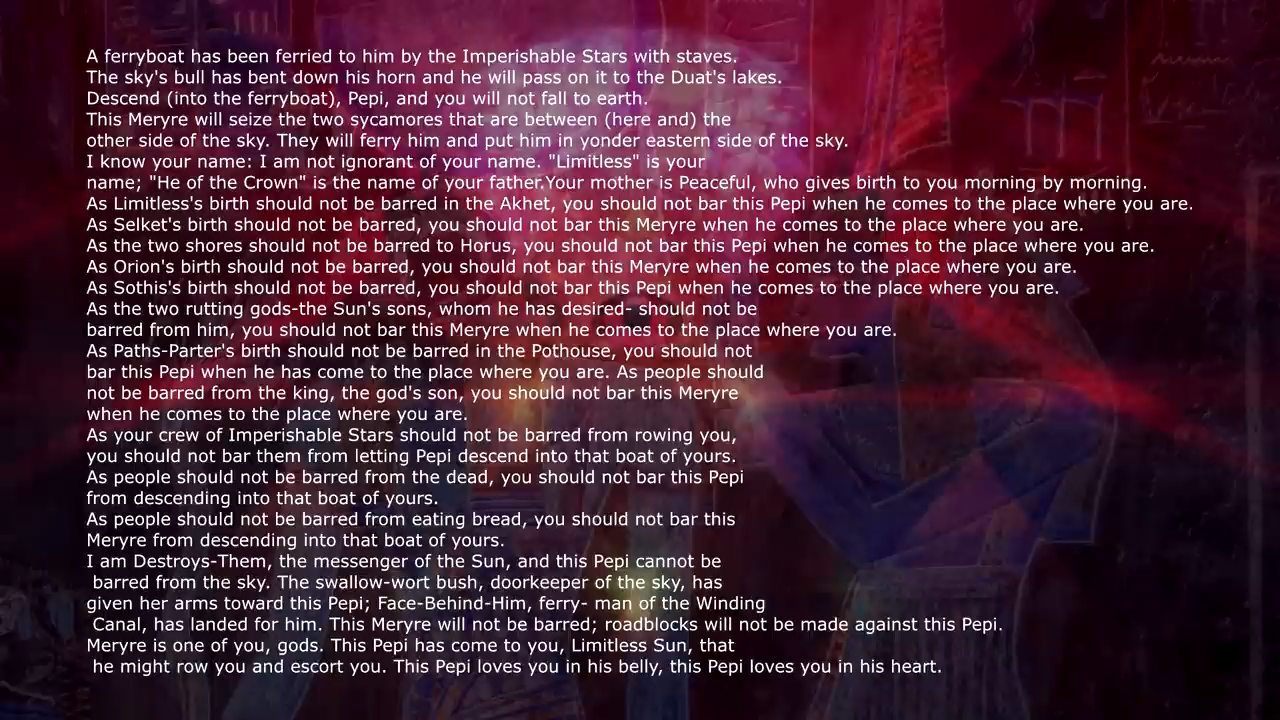 A ferryboat has been ferried to him by the Imperishable Stars with staves.
The sky's bull has bent down his horn and he will pass on it to the Duat's lakes.
Descend (into the ferryboat), Pepi, and you will not fall to earth.
This Meryre will seize the two sycamores that are between (here and) the
other side of the sky. They will ferry him and put him in yonder eastern side of the sky.
I know your name: I am not ignorant of your name. "Limitless" is your
name; "He of the Crown" is the name of your father.Your mother is Peaceful, who gives birth to you morning by morning.
As Limitless's birth should not be barred in the Akhet, you should not bar this Pepi when he comes to the place where you are.
As Selket's birth should not be barred, you should not bar this Meryre when he comes to the place where you are.
As the two shores should not be barred to Horus, you should not bar this Pepi when he comes to the place where you are.
As Orion's birth should not be barred, you should not bar this Meryre when he comes to the place where you are.
As Sothis's birth should not be barred, you should not bar this Pepi when he comes to the place where you are.
As the two rutting gods-the Sun's sons, whom he has desired- should not be
barred from him, you should not bar this Meryre when he comes to the place where you are.
As Paths-Parter's birth should not be barred in the Pothouse, you should not
bar this Pepi when he has come to the place where you are. As people should
not be barred from the king, the god's son, you should not bar this Meryre
when he comes to the place where you are.
As your crew of Imperishable Stars should not be barred from rowing you,
you should not bar them from letting Pepi descend into that boat of yours.
As people should not be barred from the dead, you should not bar this Pepi
from descending into that boat of yours.
As people should not be barred from eating bread, you should not bar this
Meryre from descending into that boat of yours.
I am Destroys-Them, the messenger of the Sun, and this Pepi cannot be
barred from the sky. The swallow-wort bush, doorkeeper of the sky, has
given her arms toward this Pepi; Face-Behind-Him, ferry- man of the Winding
Canal, has landed for him. This Meryre will not be barred; roadblocks will not be made against this Pepi.
Meryre is one of you, gods. This Pepi has come to you, Limitless Sun, that
he might row you and escort you. This Pepi loves you in his belly, this Pepi loves you in his heart.